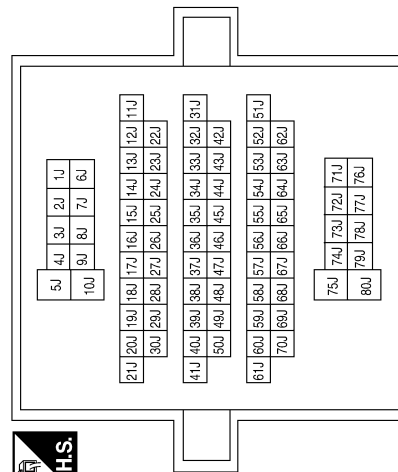 H.S.
5J 4J 3J 2J 1J
10J 9J 8J 7J 6J
21J 20J 19J 18J 17J 16J 15J 14J 13J 12J 11J
30J 29J 28J 27J 26J 25J 24J 23J 22J
41J 40J 39J 38J 37J 36J 35J 34J 33J 32J 31J
50J 49J 48J 47J 46J 45J 44J 43J 42J
61J 60J 59J 58J 57J 56J 55J 54J 53J 52J 51J
70J 69J 68J 67J 66J 65J 64J 63J 62J
75J 74J 73J 72J 71J
80J 79J 78J 77J 76J